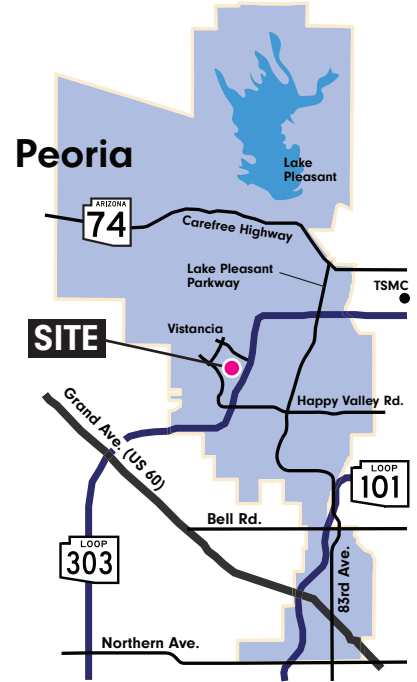 Peoria
Lake
Pleasant
ARIZONA
74
Carefree Highway
Lake Pleasant
Parkway
TSMC
Vistancia
SITE
Happy Valley Rd.
Grand Ave. (US 60)
LOOP
101
Bell Rd.
LOOP
303
83rd Ave.
Northern Ave.